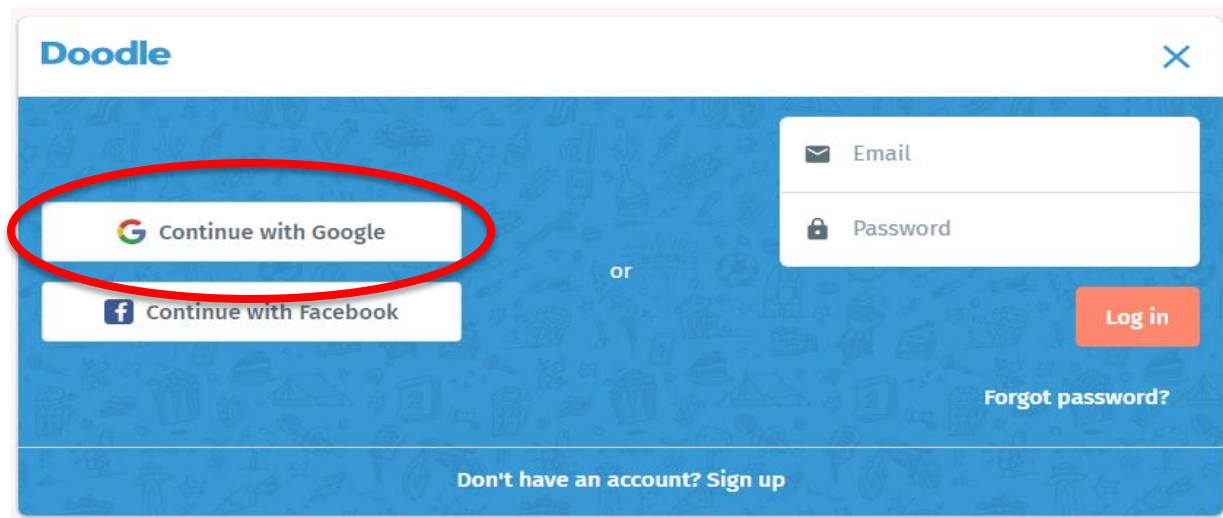 Doodle
Continue with Google
Continue with Facebook
or
Email
Password
Log in
Forgot password?
Don't have an account? Sign up